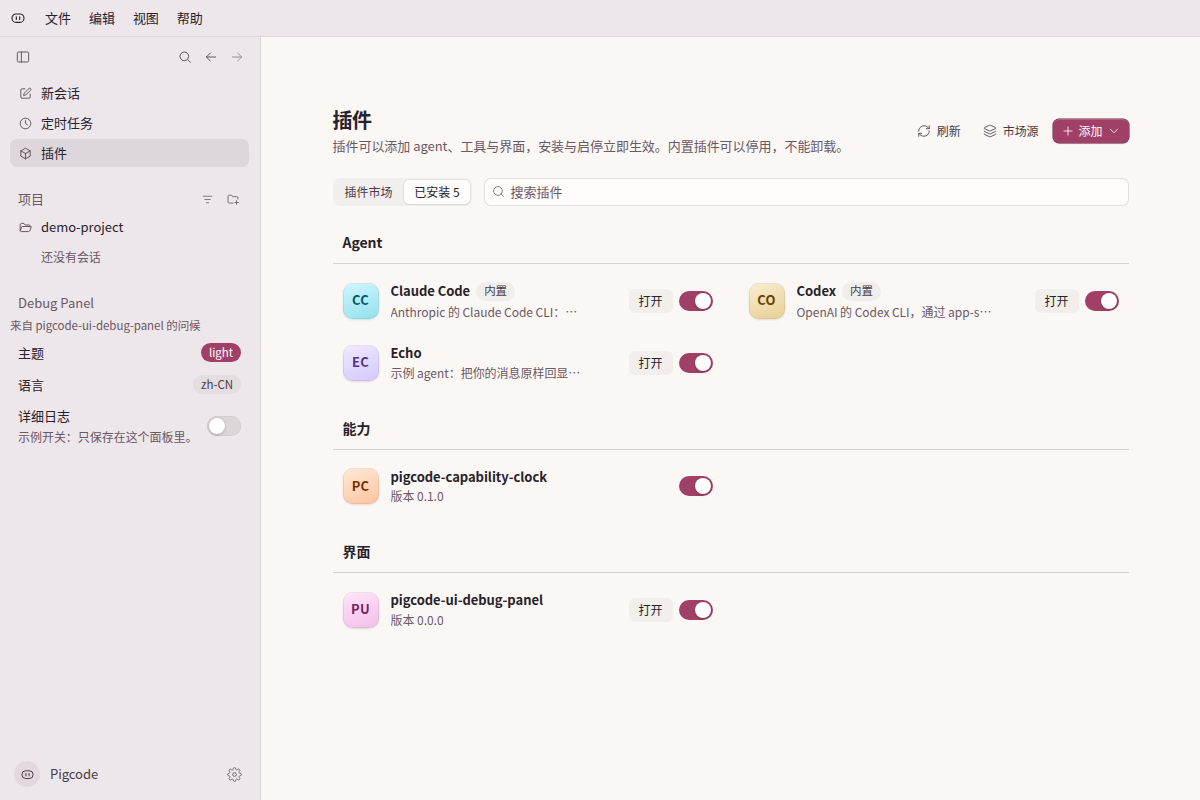 文件 编辑 视图 帮助
新会话
定时任务
插件
项目
demo-project
还没有会话
Debug Panel
来自 pigcode-ui-debug-panel 的问候
主题 light
语言 zh-CN
详细日志
示例开关：只保存在这个面板里。
Pigcode
插件
插件可以添加 agent、工具与界面，安装与启停立即生效。内置插件可以停用，不能卸载。
刷新 市场源 添加
插件市场 已安装 5 搜索插件
Agent
CC Claude Code 内置 打开
Anthropic 的 Claude Code CLI：…
CO Codex 内置 打开
OpenAI 的 Codex CLI，通过 app-s…
EC Echo 打开
示例 agent：把你的消息原样回显…
能力
PC pigcode-capability-clock
版本 0.1.0
界面
PU pigcode-ui-debug-panel 打开
版本 0.0.0